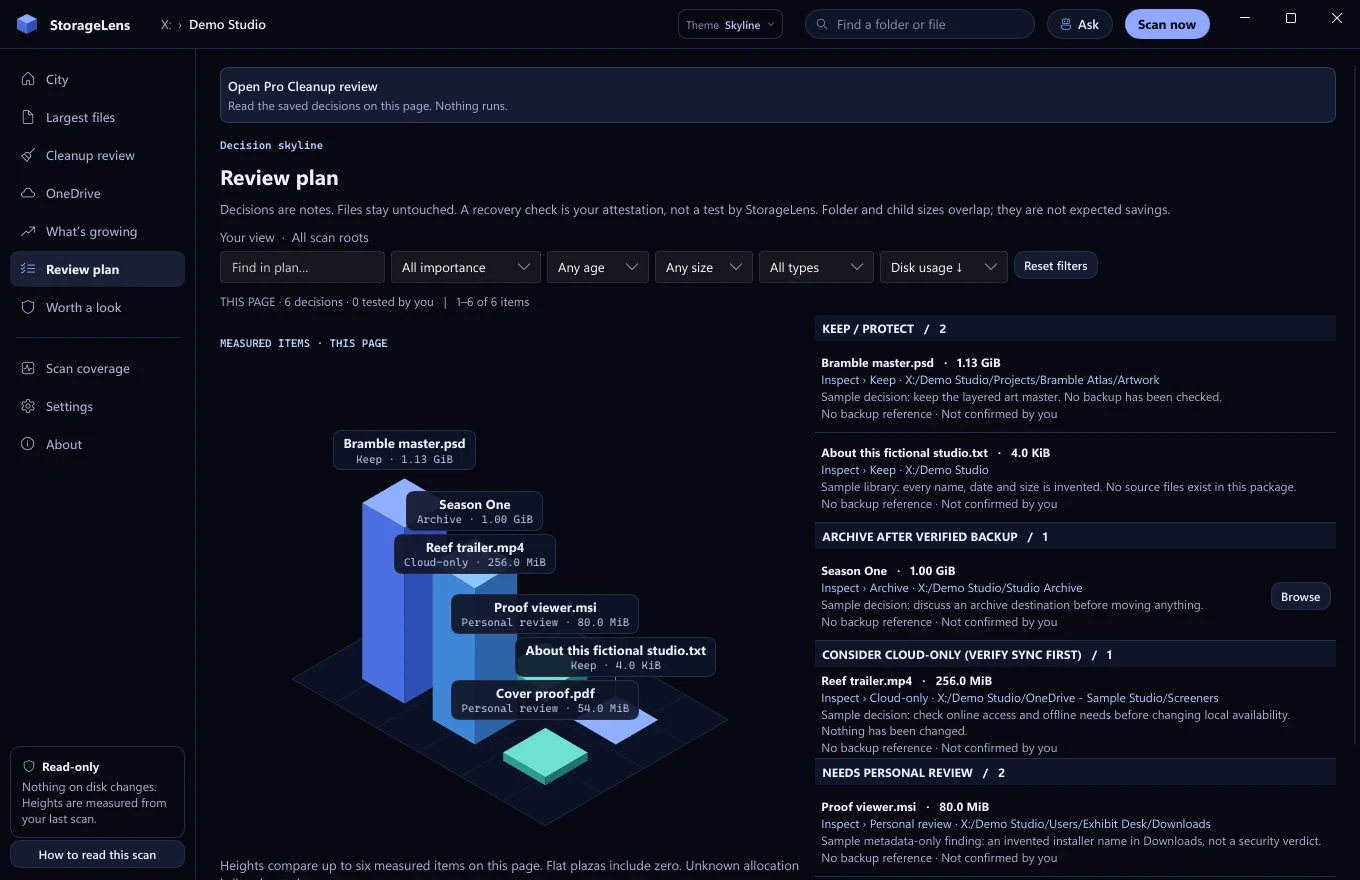 StorageLens
X: › Demo Studio
Theme Skyline
Find a folder or file
Ask
Scan now
City
Largest files
Cleanup review
OneDrive
What's growing
Review plan
Worth a look
Scan coverage
Settings
About
Read-only
Nothing on disk changes.
Heights are measured from
your last scan.
How to read this scan
Open Pro Cleanup review
Read the saved decisions on this page. Nothing runs.
Decision skyline
Review plan
Decisions are notes. Files stay untouched. A recovery check is your attestation, not a test by StorageLens. Folder and child sizes overlap; they are not expected savings.
Your view · All scan roots
Find in plan...
All importance
Any age
Any size
All types
Disk usage ↓
Reset filters
THIS PAGE · 6 decisions · 0 tested by you | 1–6 of 6 items
MEASURED ITEMS · THIS PAGE
Bramble master.psd
Keep · 1.13 GiB
Season One
Archive · 1.00 GiB
Reef trailer.mp4
Cloud-only · 256.0 MiB
Proof viewer.msi
Personal review · 80.0 MiB
About this fictional studio.txt
Keep · 4.0 KiB
Cover proof.pdf
Personal review · 54.0 MiB
Heights compare up to six measured items on this page. Flat plazas include zero. Unknown allocation
KEEP / PROTECT / 2
Bramble master.psd · 1.13 GiB
Inspect › Keep · X:/Demo Studio/Projects/Bramble Atlas/Artwork
Sample decision: keep the layered art master. No backup has been checked.
No backup reference · Not confirmed by you
About this fictional studio.txt · 4.0 KiB
Inspect › Keep · X:/Demo Studio
Sample library: every name, date and size is invented. No source files exist in this package.
No backup reference · Not confirmed by you
ARCHIVE AFTER VERIFIED BACKUP / 1
Season One · 1.00 GiB
Inspect › Archive · X:/Demo Studio/Studio Archive
Sample decision: discuss an archive destination before moving anything.
No backup reference · Not confirmed by you
Browse
CONSIDER CLOUD-ONLY (VERIFY SYNC FIRST) / 1
Reef trailer.mp4 · 256.0 MiB
Inspect › Cloud-only · X:/Demo Studio/OneDrive - Sample Studio/Screeners
Sample decision: check online access and offline needs before changing local availability.
Nothing has been changed.
No backup reference · Not confirmed by you
NEEDS PERSONAL REVIEW / 2
Proof viewer.msi · 80.0 MiB
Inspect › Personal review · X:/Demo Studio/Users/Exhibit Desk/Downloads
Sample metadata-only finding: an invented installer name in Downloads, not a security verdict.
No backup reference · Not confirmed by you